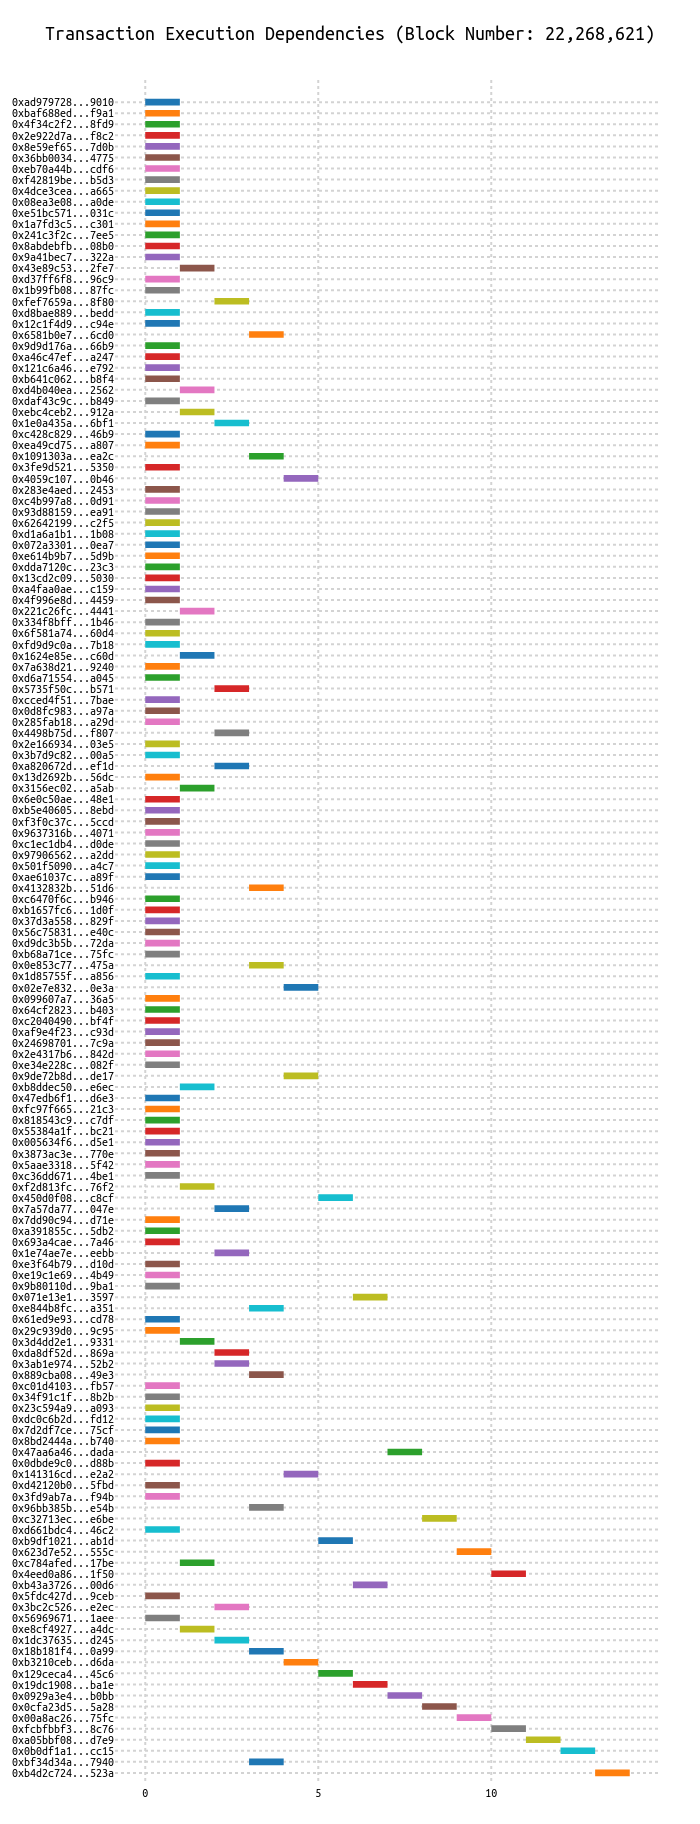 Transaction Execution Dependencies (Block Number: 22,268,621)
0xad979728...9010
0xbaf688ed...f9a1
0x4f34c2f2...8fd9
0x2e922d7a...f8c2
0x8e59ef65...7d0b
0x36bb0034...4775
0xeb70a44b...cdf6
0xf42819be...b5d3
0x4dce3cea...a665
0x08ea3e08...a0de
0xe51bc571...031c
0x1a7fd3c5...c301
0x241c3f2c...7ee5
0x8abdebfb...08b0
0x9a41bec7...322a
0x43e89c53...2fe7
0xd37ff6f8...96c9
0x1b99fb08...87fc
0xfef7659a...8f80
0xd8bae889...bedd
0x12c1f4d9...c94e
0x6581b0e7...6cd0
0x9d9d176a...66b9
0xa46c47ef...a247
0x121c6a46...e792
0xb641c062...b8f4
0xd4b040ea...2562
0xdaf43c9c...b849
0xebc4ceb2...912a
0x1e0a435a...6bf1
0xc428c829...46b9
0xea49cd75...a807
0x1091303a...ea2c
0x3fe9d521...5350
0x4059c107...0b46
0x283e4aed...2453
0xc4b997a8...0d91
0x93d88159...ea91
0x62642199...c2f5
0xd1a6a1b1...1b08
0x072a3301...0ea7
0xe614b9b7...5d9b
0xdda7120c...23c3
0x13cd2c09...5030
0xa4faa0ae...c159
0x4f996e8d...4459
0x221c26fc...4441
0x334f8bff...1b46
0x6f581a74...60d4
0xfd9d9c0a...7b18
0x1624e85e...c60d
0x7a638d21...9240
0xd6a71554...a045
0x5735f50c...b571
0xcced4f51...7bae
0x0d8fc983...a97a
0x285fab18...a29d
0x4498b75d...f807
0x2e166934...03e5
0x3b7d9c82...00a5
0xa820672d...ef1d
0x13d2692b...56dc
0x3156ec02...a5ab
0x6e0c50ae...48e1
0xb5e40605...8ebd
0xf3f0c37c...5ccd
0x9637316b...4071
0xc1ec1db4...d0de
0x97906562...a2dd
0x501f5090...a4c7
0xae61037c...a89f
0x4132832b...51d6
0xc6470f6c...b946
0xb1657fc6...1d0f
0x37d3a558...829f
0x56c75831...e40c
0xd9dc3b5b...72da
0xb68a71ce...75fc
0x0e853c77...475a
0x1d85755f...a856
0x02e7e832...0e3a
0x099607a7...36a5
0x64cf2823...b403
0xc2040490...bf4f
0xaf9e4f23...c93d
0x24698701...7c9a
0x2e4317b6...842d
0xe34e228c...082f
0x9de72b8d...de17
0xb8ddec50...e6ec
0x47edb6f1...d6e3
0xfc97f665...21c3
0x818543c9...c7df
0x55384a1f...bc21
0x005634f6...d5e1
0x3873ac3e...770e
0x5aae3318...5f42
0xc36dd671...4be1
0xf2d813fc...76f2
0x450d0f08...c8cf
0x7a57da77...047e
0x7dd90c94...d71e
0xa391855c...5db2
0x693a4cae...7a46
0x1e74ae7e...eebb
0xe3f64b79...d10d
0xe19c1e69...4b49
0x9b80110d...9ba1
0x071e13e1...3597
0xe844b8fc...a351
0x61ed9e93...cd78
0x29c939d0...9c95
0x3d4dd2e1...9331
0xda8df52d...869a
0x3ab1e974...52b2
0x889cba08...49e3
0xc01d4103...fb57
0x34f91c1f...8b2b
0x23c594a9...a093
0xdc0c6b2d...fd12
0x7d2df7ce...75cf
0x8bd2444a...b740
0x47aa6a46...dada
0x0dbde9c0...d88b
0x141316cd...e2a2
0xd42120b0...5fbd
0x3fd9ab7a...f94b
0x96bb385b...e54b
0xc32713ec...e6be
0xd661bdc4...46c2
0xb9df1021...ab1d
0x623d7e52...555c
0xc784afed...17be
0x4eed0a86...1f50
0xb43a3726...00d6
0x5fdc427d...9ceb
0x3bc2c526...e2ec
0x56969671...1aee
0xe8cf4927...a4dc
0x1dc37635...d245
0x18b181f4...0a99
0xb3210ceb...d6da
0x129ceca4...45c6
0x19dc1908...ba1e
0x0929a3e4...b0bb
0x0cfa23d5...5a28
0x00a8ac26...75fc
0xfcbfbbf3...8c76
0xa05bbf08...d7e9
0x0b0df1a1...cc15
0xbf34d34a...7940
0xb4d2c724...523a
0 5 10